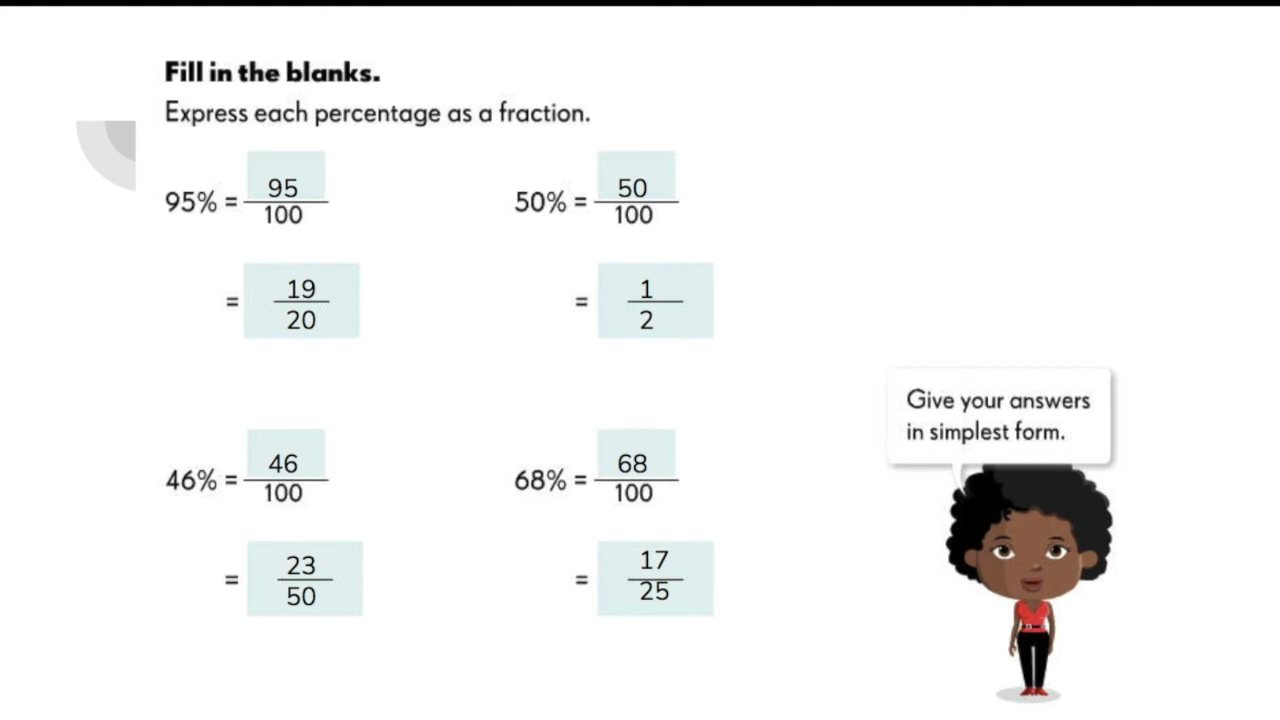 Fill in the blanks.
Express each percentage as a fraction.
95% = 95/100
50% = 50/100
= 19/20
= 1/2
Give your answers
in simplest form.
46% = 46/100
68% = 68/100
= 23/50
= 17/25